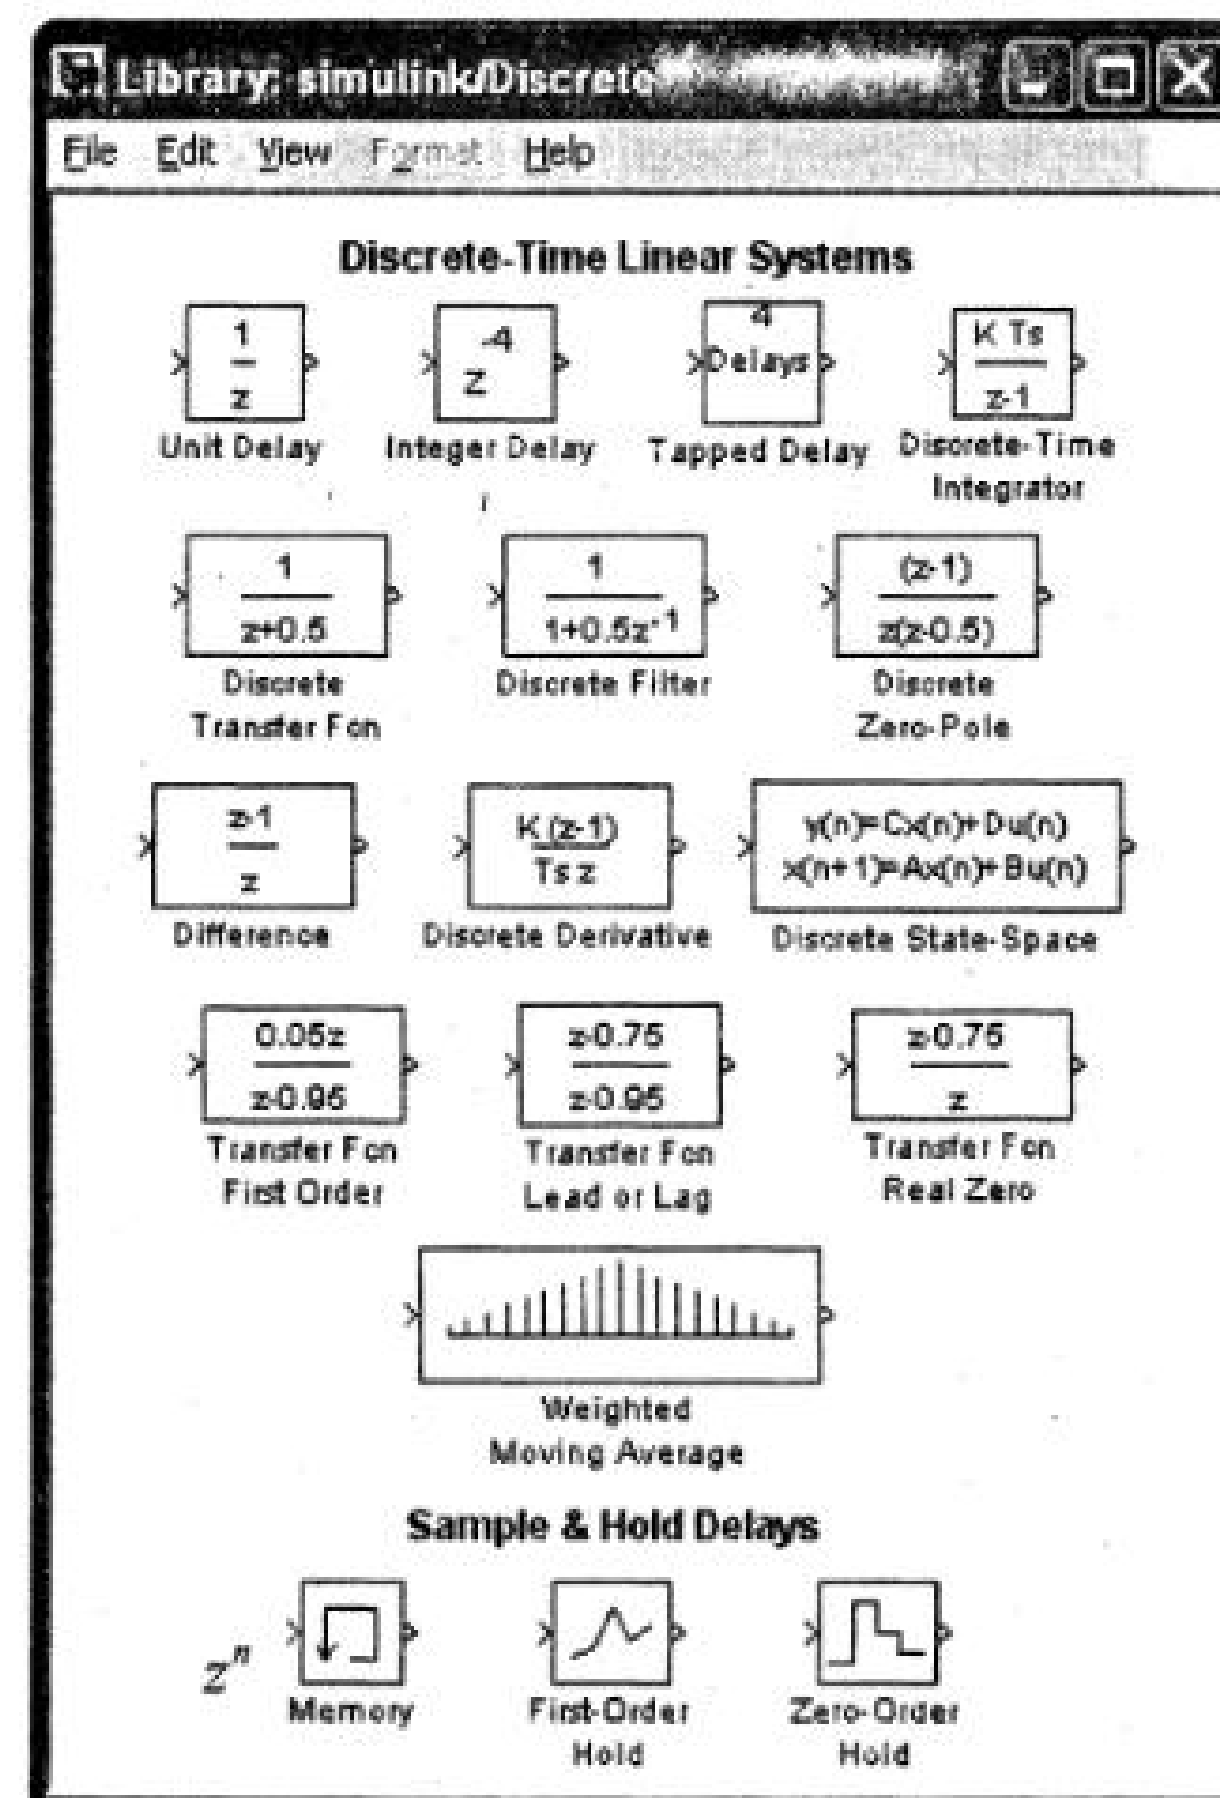 Library: simulink/Discrete
File Edit View Format Help
Discrete-Time Linear Systems
1
z
Unit Delay
-4
Z
Integer Delay
4
Delays
Tapped Delay
K Ts
z-1
Discrete-Time
Integrator
1
z+0.5
Discrete
Transfer Fcn
1
1+0.5z-1
Discrete Filter
(z-1)
z(z-0.5)
Discrete
Zero-Pole
z-1
z
Difference
K (z-1)
Ts z
Discrete Derivative
y(n)=Cx(n)+Du(n)
x(n+1)=Ax(n)+Bu(n)
Discrete State-Space
0.05z
z-0.95
Transfer Fcn
First Order
z-0.75
z-0.95
Transfer Fcn
Lead or Lag
z-0.75
z
Transfer Fcn
Real Zero
Weighted
Moving Average
Sample & Hold Delays
z^n
Memory
First-Order
Hold
Zero-Order
Hold